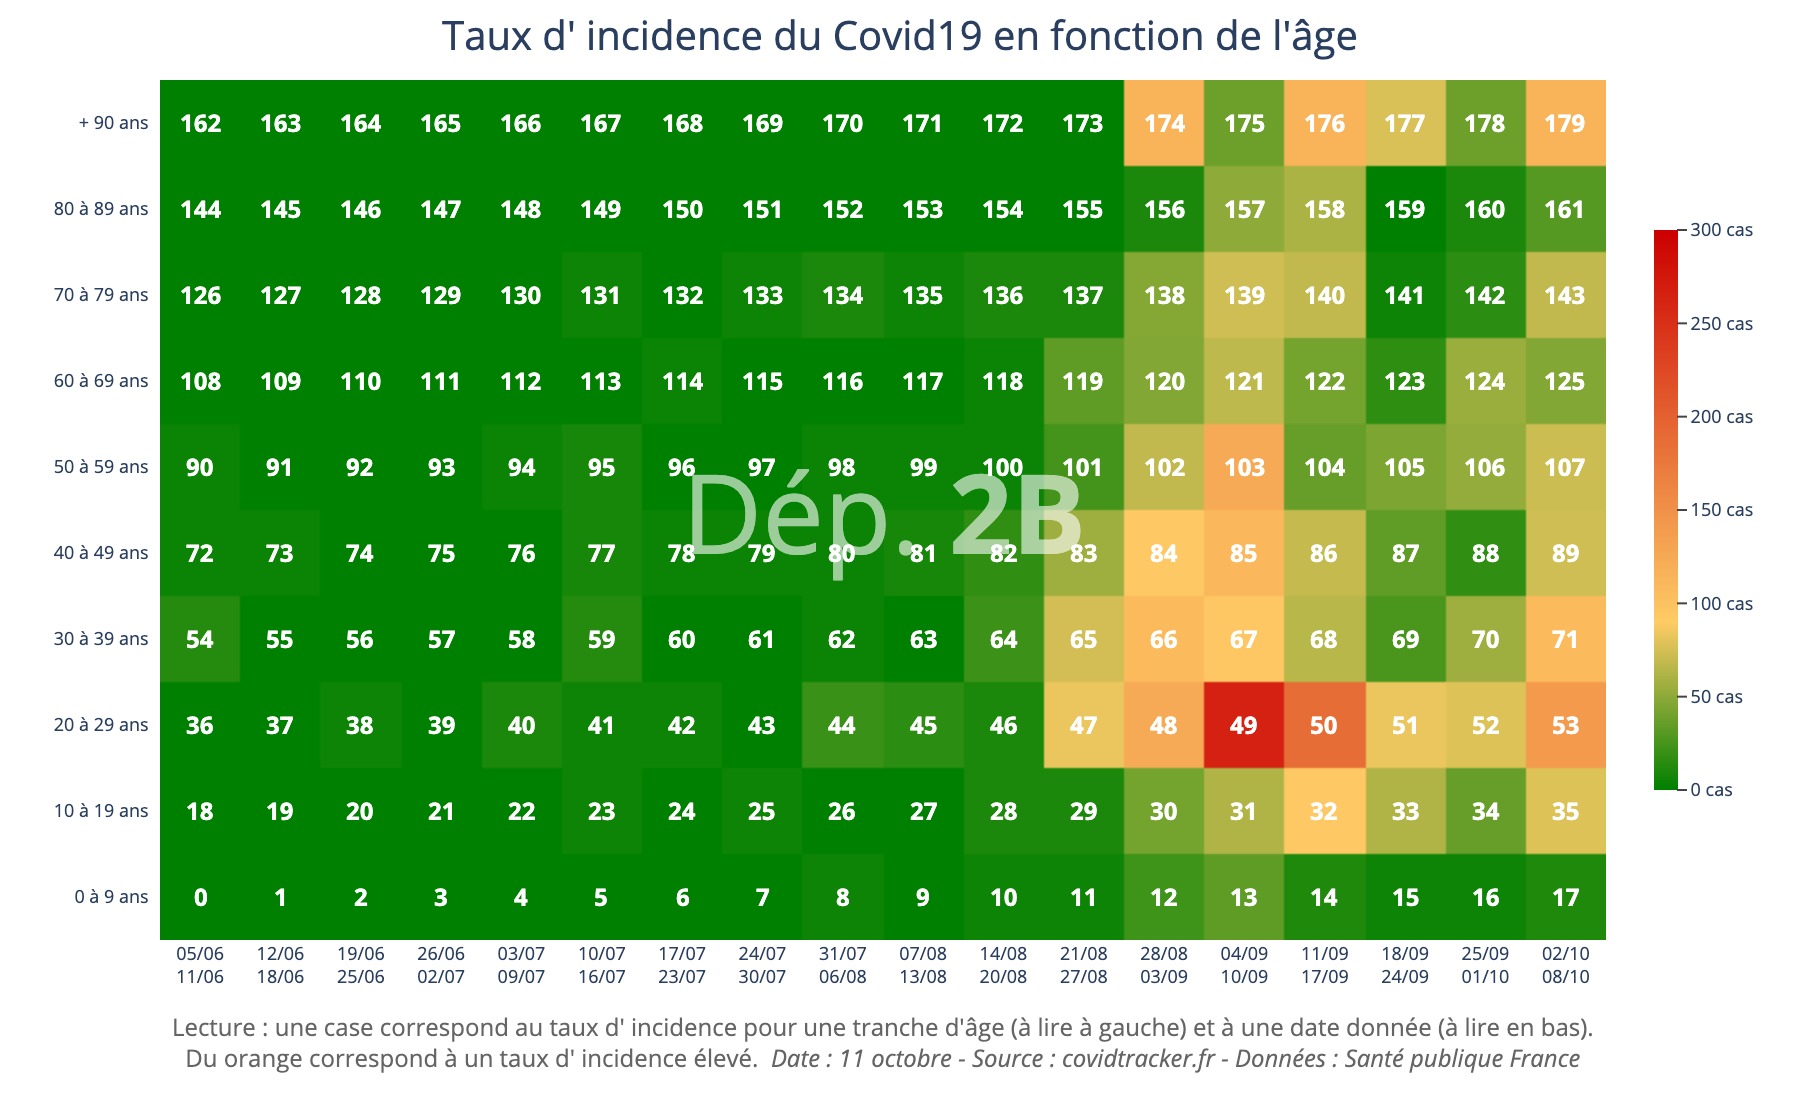 Taux d' incidence du Covid19 en fonction de l'âge
+ 90 ans 162 163 164 165 166 167 168 169 170 171 172 173 174 175 176 177 178 179
80 à 89 ans 144 145 146 147 148 149 150 151 152 153 154 155 156 157 158 159 160 161
300 cas
70 à 79 ans 126 127 128 129 130 131 132 133 134 135 136 137 138 139 140 141 142 143
250 cas
60 à 69 ans 108 109 110 111 112 113 114 115 116 117 118 119 120 121 122 123 124 125
200 cas
50 à 59 ans 90 91 92 93 94 95 96 97 98 99 100 101 102 103 104 105 106 107
Dép. 2B
150 cas
40 à 49 ans 72 73 74 75 76 77 78 79 80 81 82 83 84 85 86 87 88 89
100 cas
30 à 39 ans 54 55 56 57 58 59 60 61 62 63 64 65 66 67 68 69 70 71
50 cas
20 à 29 ans 36 37 38 39 40 41 42 43 44 45 46 47 48 49 50 51 52 53
0 cas
10 à 19 ans 18 19 20 21 22 23 24 25 26 27 28 29 30 31 32 33 34 35
0 à 9 ans 0 1 2 3 4 5 6 7 8 9 10 11 12 13 14 15 16 17
05/06 12/06 19/06 26/06 03/07 10/07 17/07 24/07 31/07 07/08 14/08 21/08 28/08 04/09 11/09 18/09 25/09 02/10
11/06 18/06 25/06 02/07 09/07 16/07 23/07 30/07 06/08 13/08 20/08 27/08 03/09 10/09 17/09 24/09 01/10 08/10
Lecture : une case correspond au taux d' incidence pour une tranche d'âge (à lire à gauche) et à une date donnée (à lire en bas).
Du orange correspond à un taux d' incidence élevé. Date : 11 octobre - Source : covidtracker.fr - Données : Santé publique France